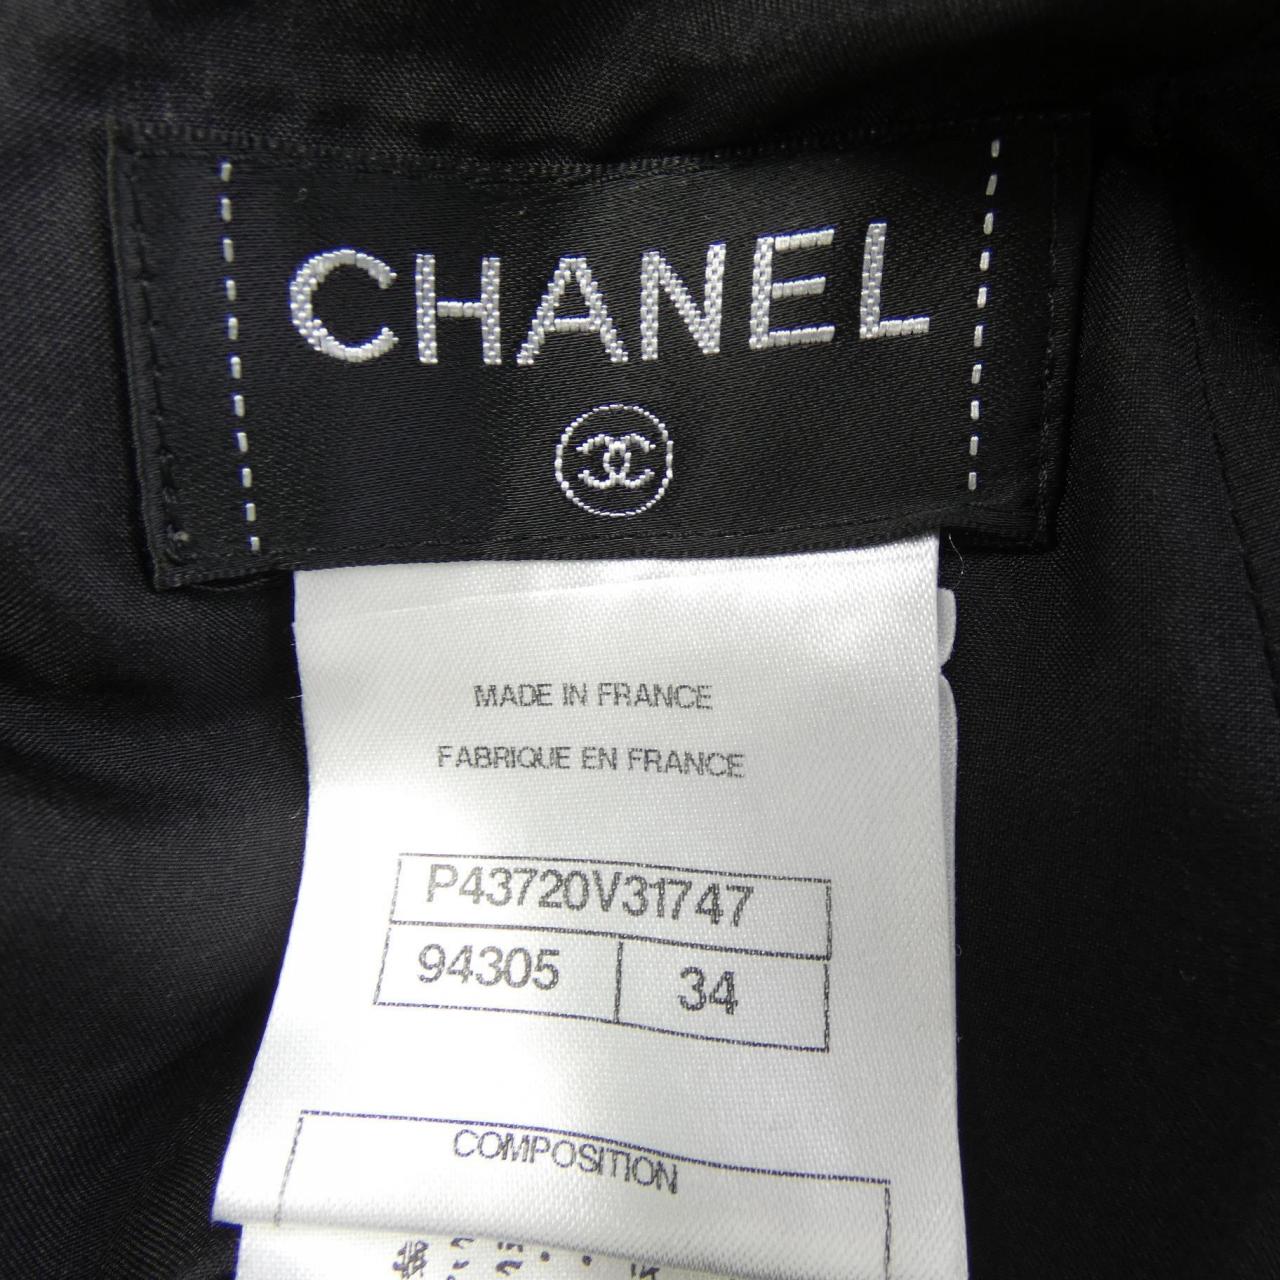 CHANEL
MADE IN FRANCE
FABRIQUE EN FRANCE
P43720V31747
94305 34
COMPOSITION